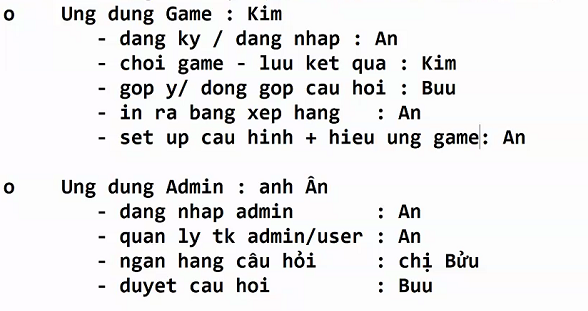 o Ung dung Game : Kim
- dang ky / dang nhap : An
- choi game - luu ket qua : Kim
- gop y/ dong gop cau hoi : Buu
- in ra bang xep hang : An
- set up cau hinh + hieu ung game: An
o Ung dung Admin : anh Ân
- dang nhap admin : An
- quan ly tk admin/user : An
- ngan hang câu hỏi : chị Bửu
- duyet cau hoi : Buu